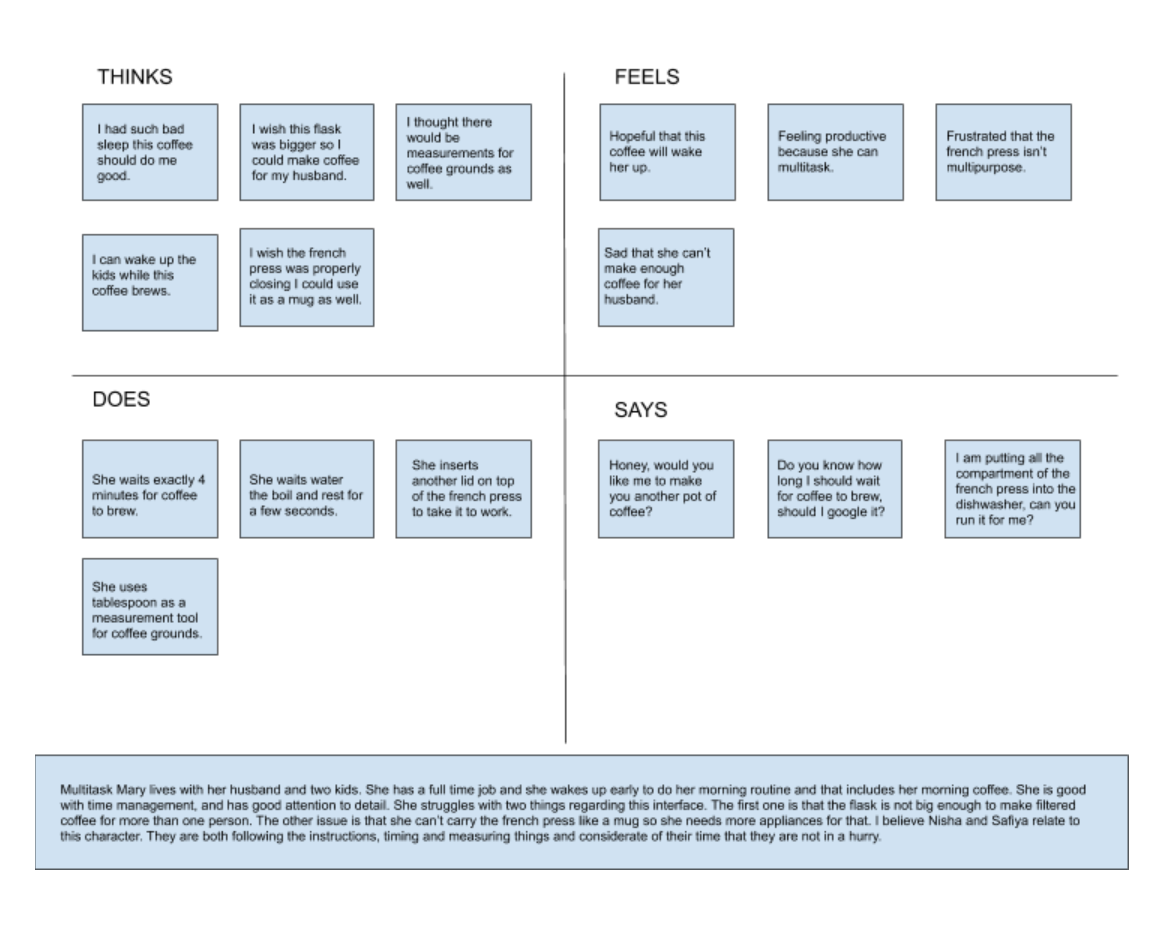 THINKS
I had such bad
sleep this coffee
should do me
good.
I wish this flask
was bigger so I
could make coffee
for my husband.
I thought there
would be
measurements for
coffee grounds as
well.
I can wake up the
kids while this
coffee brews.
I wish the french
press was properly
closing I could use
it as a mug as well.
FEELS
Hopeful that this
coffee will wake
her up.
Feeling productive
because she can
multitask.
Frustrated that the
french press isn't
multipurpose.
Sad that she can't
make enough
coffee for her
husband.
DOES
She waits exactly 4
minutes for coffee
to brew.
She waits water
the boil and rest for
a few seconds.
She inserts
another lid on top
of the french press
to take it to work.
She uses
tablespoon as a
measurement tool
for coffee grounds.
SAYS
Honey, would you
like me to make
you another pot of
coffee?
Do you know how
long I should wait
for coffee to brew,
should I google it?
I am putting all the
compartment of the
french press into the
dishwasher, can you
run it for me?
Multitask Mary lives with her husband and two kids. She has a full time job and she wakes up early to do her morning routine and that includes her morning coffee. She is good
with time management, and has good attention to detail. She struggles with two things regarding this interface. The first one is that the flask is not big enough to make filtered
coffee for more than one person. The other issue is that she can't carry the french press like a mug so she needs more appliances for that. I believe Nisha and Safiya relate to
this character. They are both following the instructions, timing and measuring things and considerate of their time that they are not in a hurry.